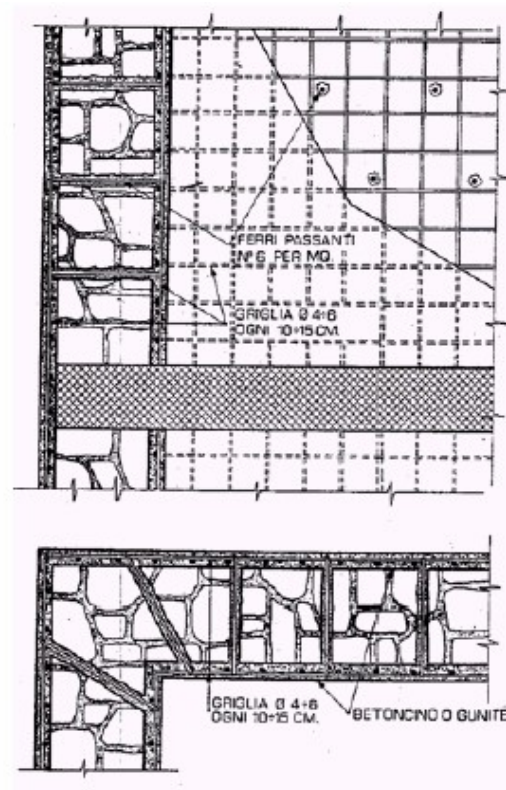 FERRI PASSANTI
N° 6 PER MQ.
GRIGLIA Ø 4÷6
OGNI 10÷15 CM.
GRIGLIA Ø 4÷6
OGNI 10÷15 CM.
BETONCINO O GUNITE